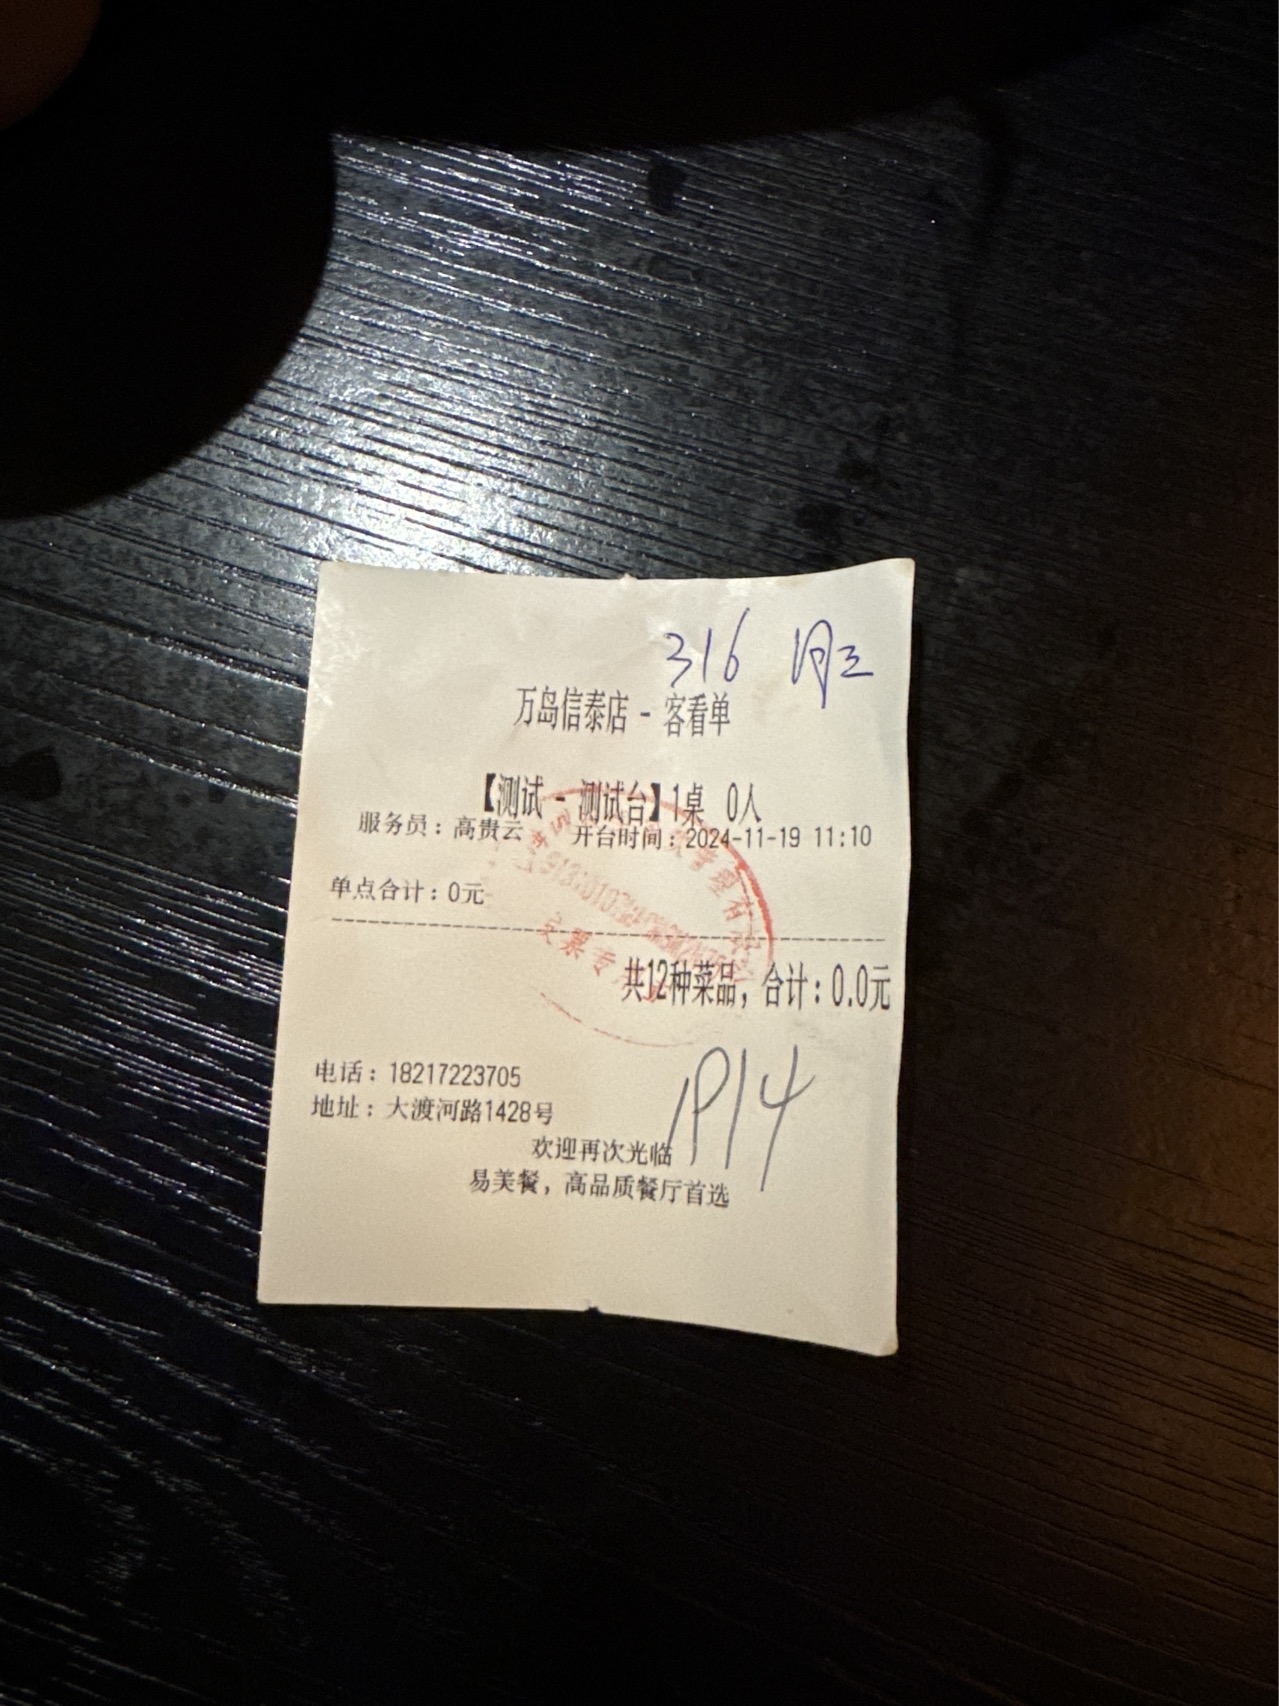 316
万岛信泰店 - 客看单
【测试 - 测试台】1桌 0人
服务员：高贵云 开台时间：2024-11-19 11:10
单点合计：0元
共12种菜品，合计：0.0元
电话：18217223705
地址：大渡河路1428号
欢迎再次光临
易美餐，高品质餐厅首选